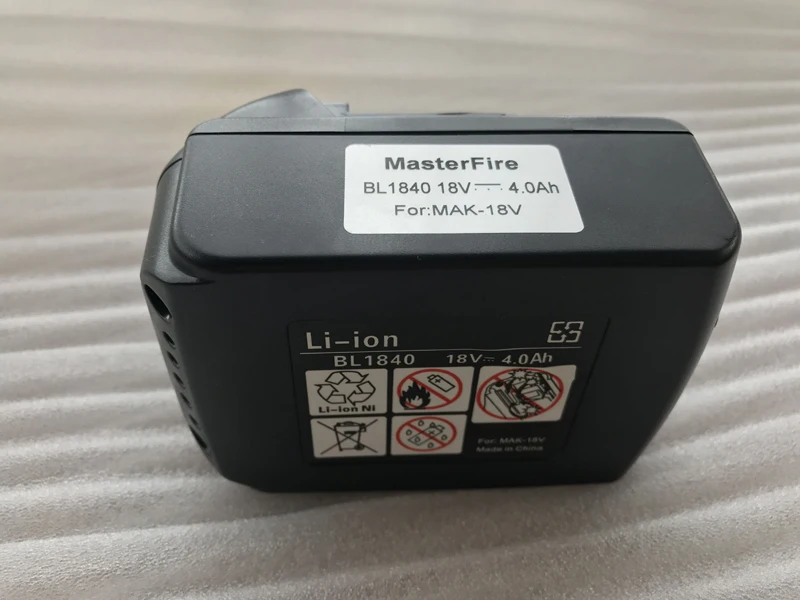 MasterFire
BL1840 18V⎓ 4.0Ah
For:MAK-18V
Li-ion
BL1840 18V⎓ 4.0Ah
Li-ion Ni
For: MAK-18V
Made in China